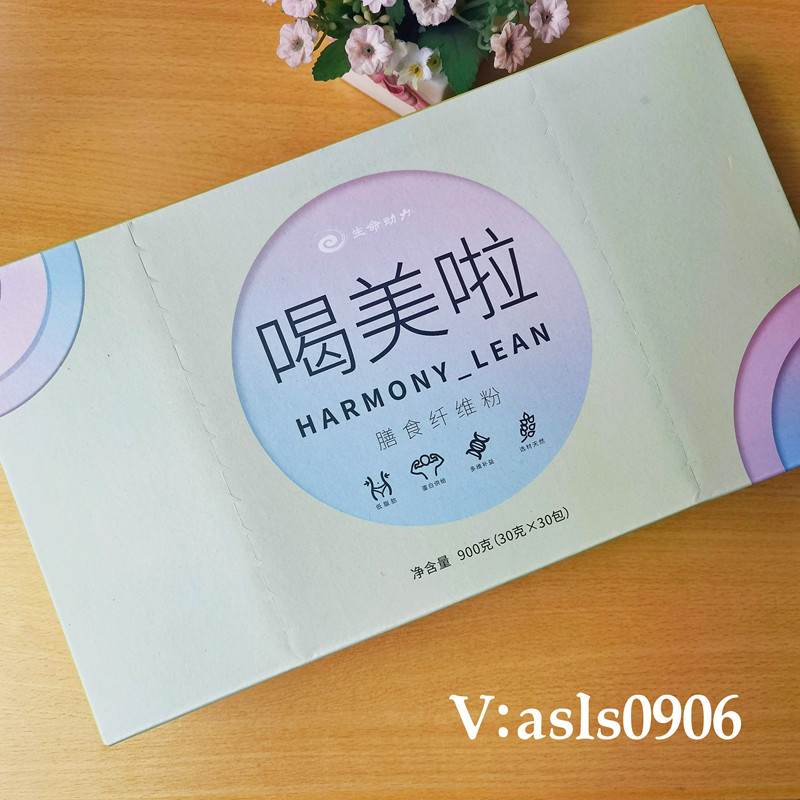 生命助力
喝美啦
HARMONY_LEAN
膳食纤维粉
低脂肪 蛋白供给 多维补益 选材天然
净含量 900克(30克×30包)
V:asls0906